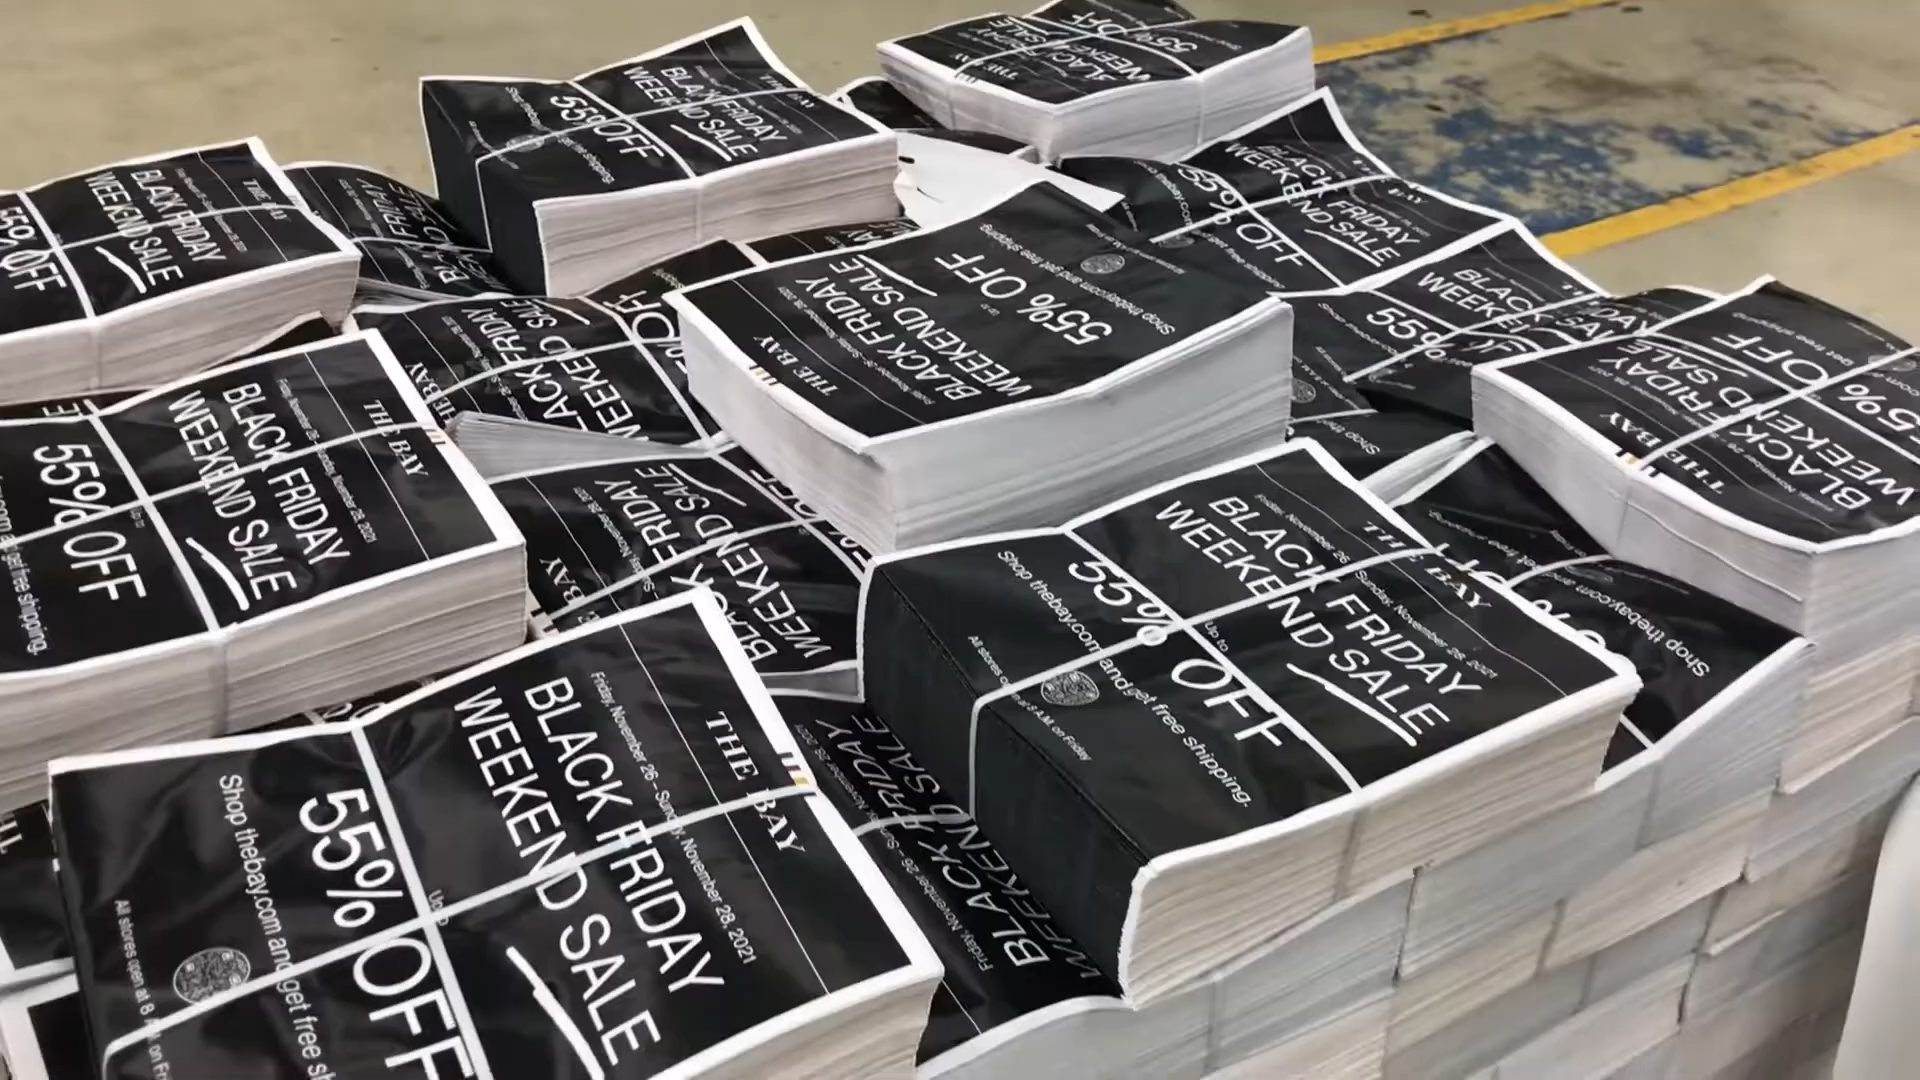 THE BAY
Friday, November 26 – Sunday, November 28, 2021
BLACK FRIDAY
WEEKEND SALE
Up to
55% OFF
Shop thebay.com and get free shipping.
All stores open at 8 A.M. on Friday